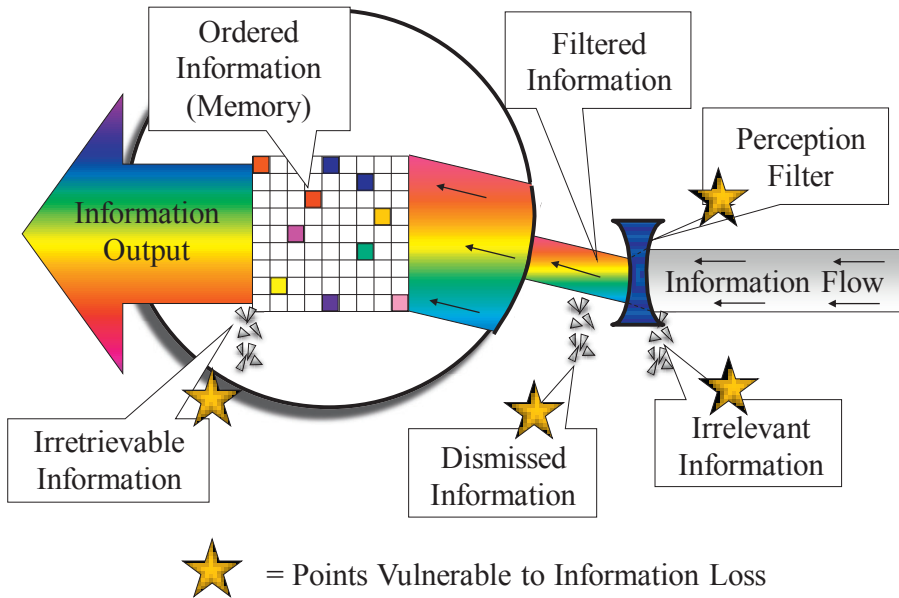 Ordered
Information
(Memory)
Filtered
Information
Perception
Filter
Information
Output
Information Flow
Irretrievable
Information
Dismissed
Information
Irrelevant
Information
= Points Vulnerable to Information Loss